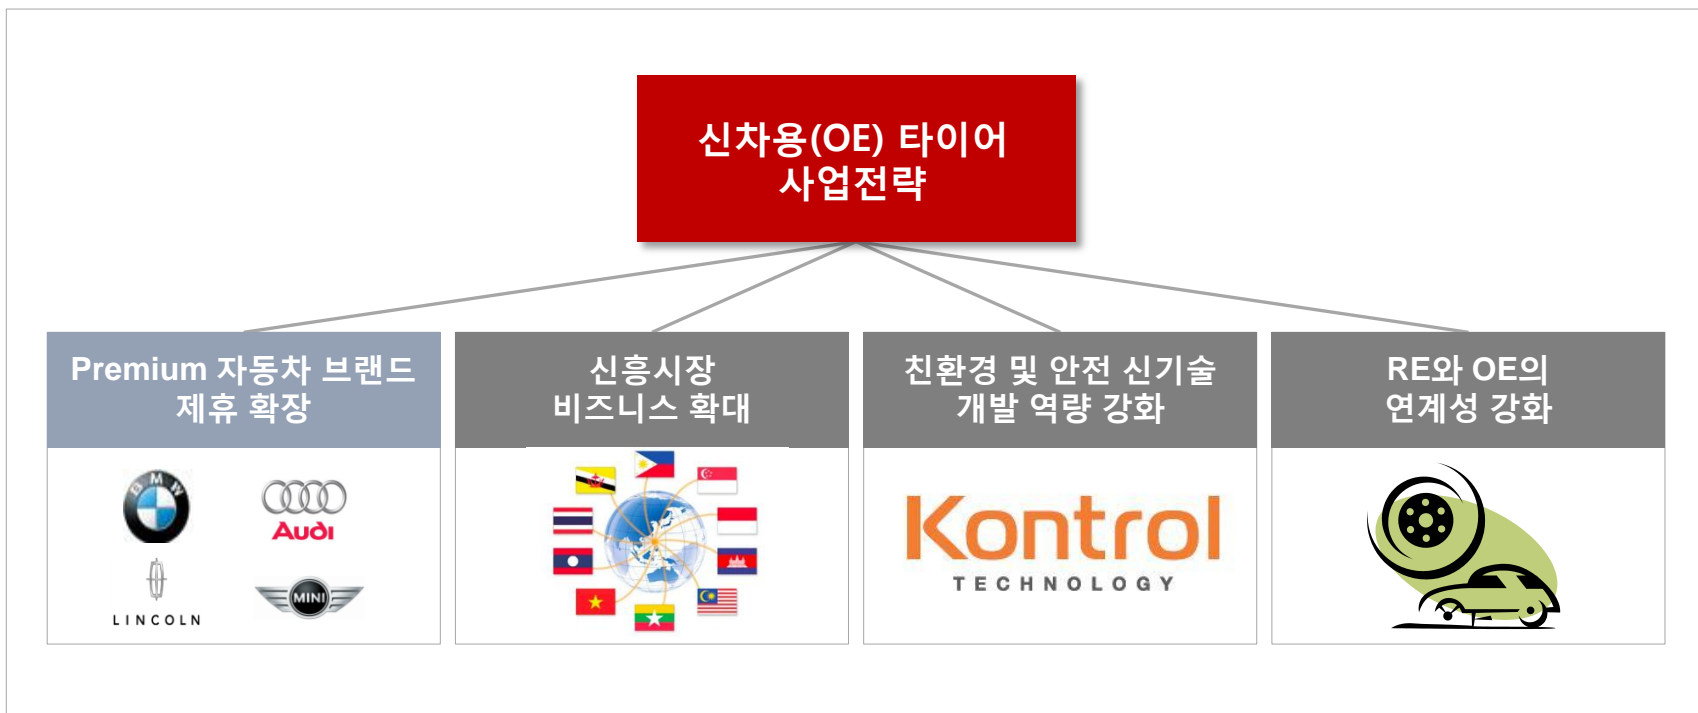 신차용(OE) 타이어
사업전략
Premium 자동차 브랜드
제휴 확장
신흥시장
비즈니스 확대
친환경 및 안전 신기술
개발 역량 강화
RE와 OE의
연계성 강화
BMW
Audi
LINCOLN
MINI
Kontrol
TECHNOLOGY